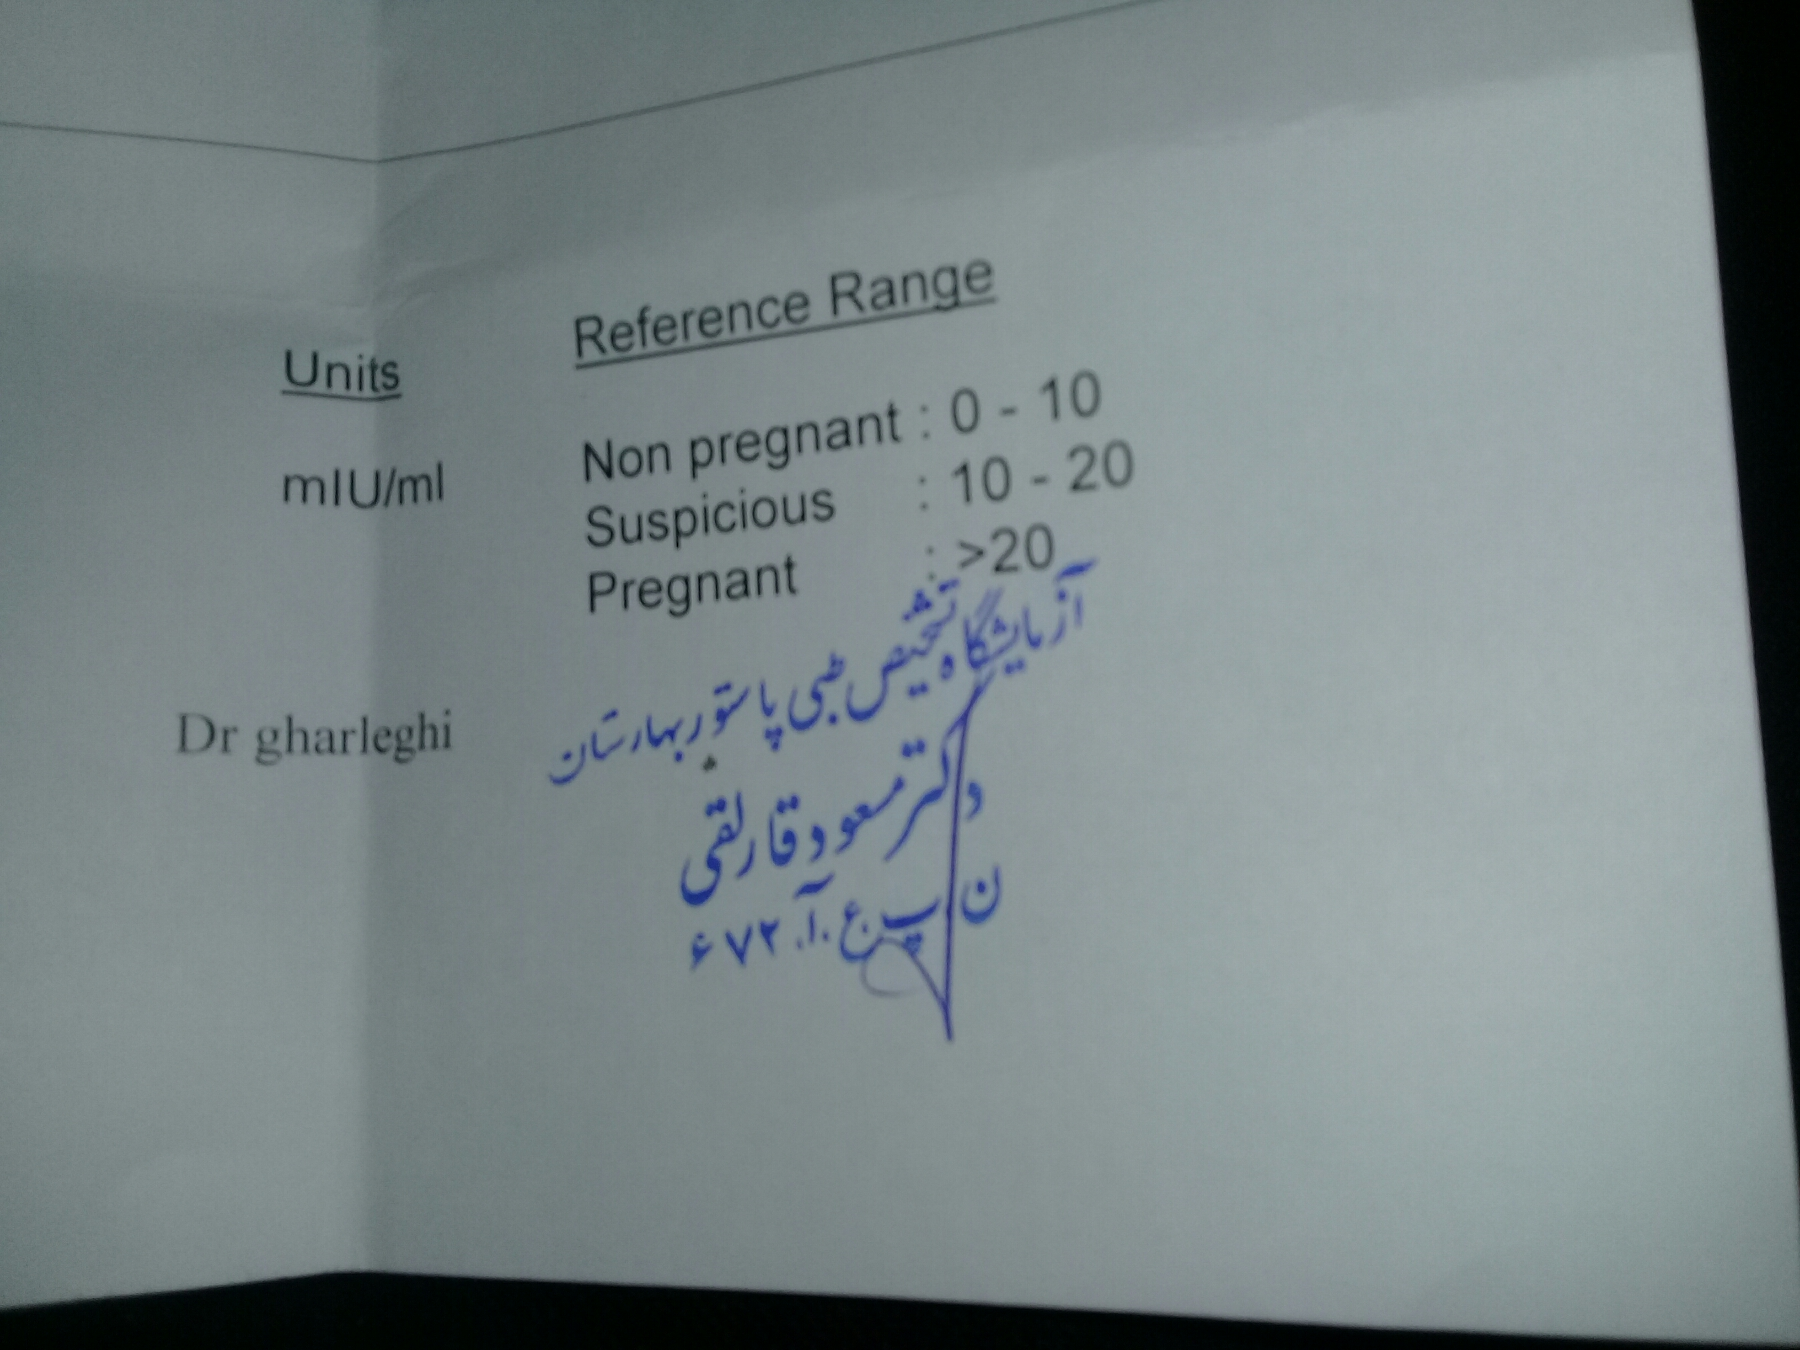 Units
Reference Range
mIU/ml
Non pregnant : 0 - 10
Suspicious : 10 - 20
Pregnant : >20
Dr gharleghi
آزمایشگاه تشخیص طبی پاستور بهارستان
دکتر مسعود قارلقی
ن پ ع .آ. ۶۷۲